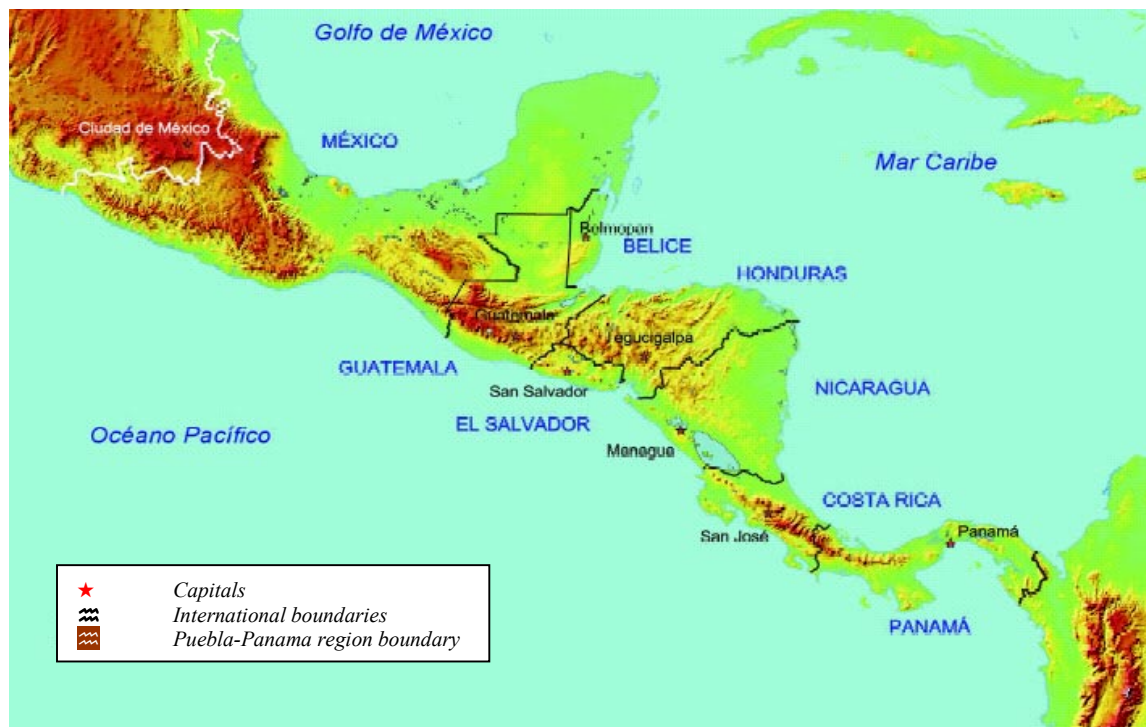 Golfo de México
Ciudad de México
MÉXICO
Mar Caribe
Belmopan
BELICE
HONDURAS
Guatemala
Tegucigalpa
GUATEMALA
San Salvador
NICARAGUA
EL SALVADOR
Océano Pacífico
Managua
COSTA RICA
San José
Panamá
PANAMÁ
Capitals
International boundaries
Puebla-Panama region boundary